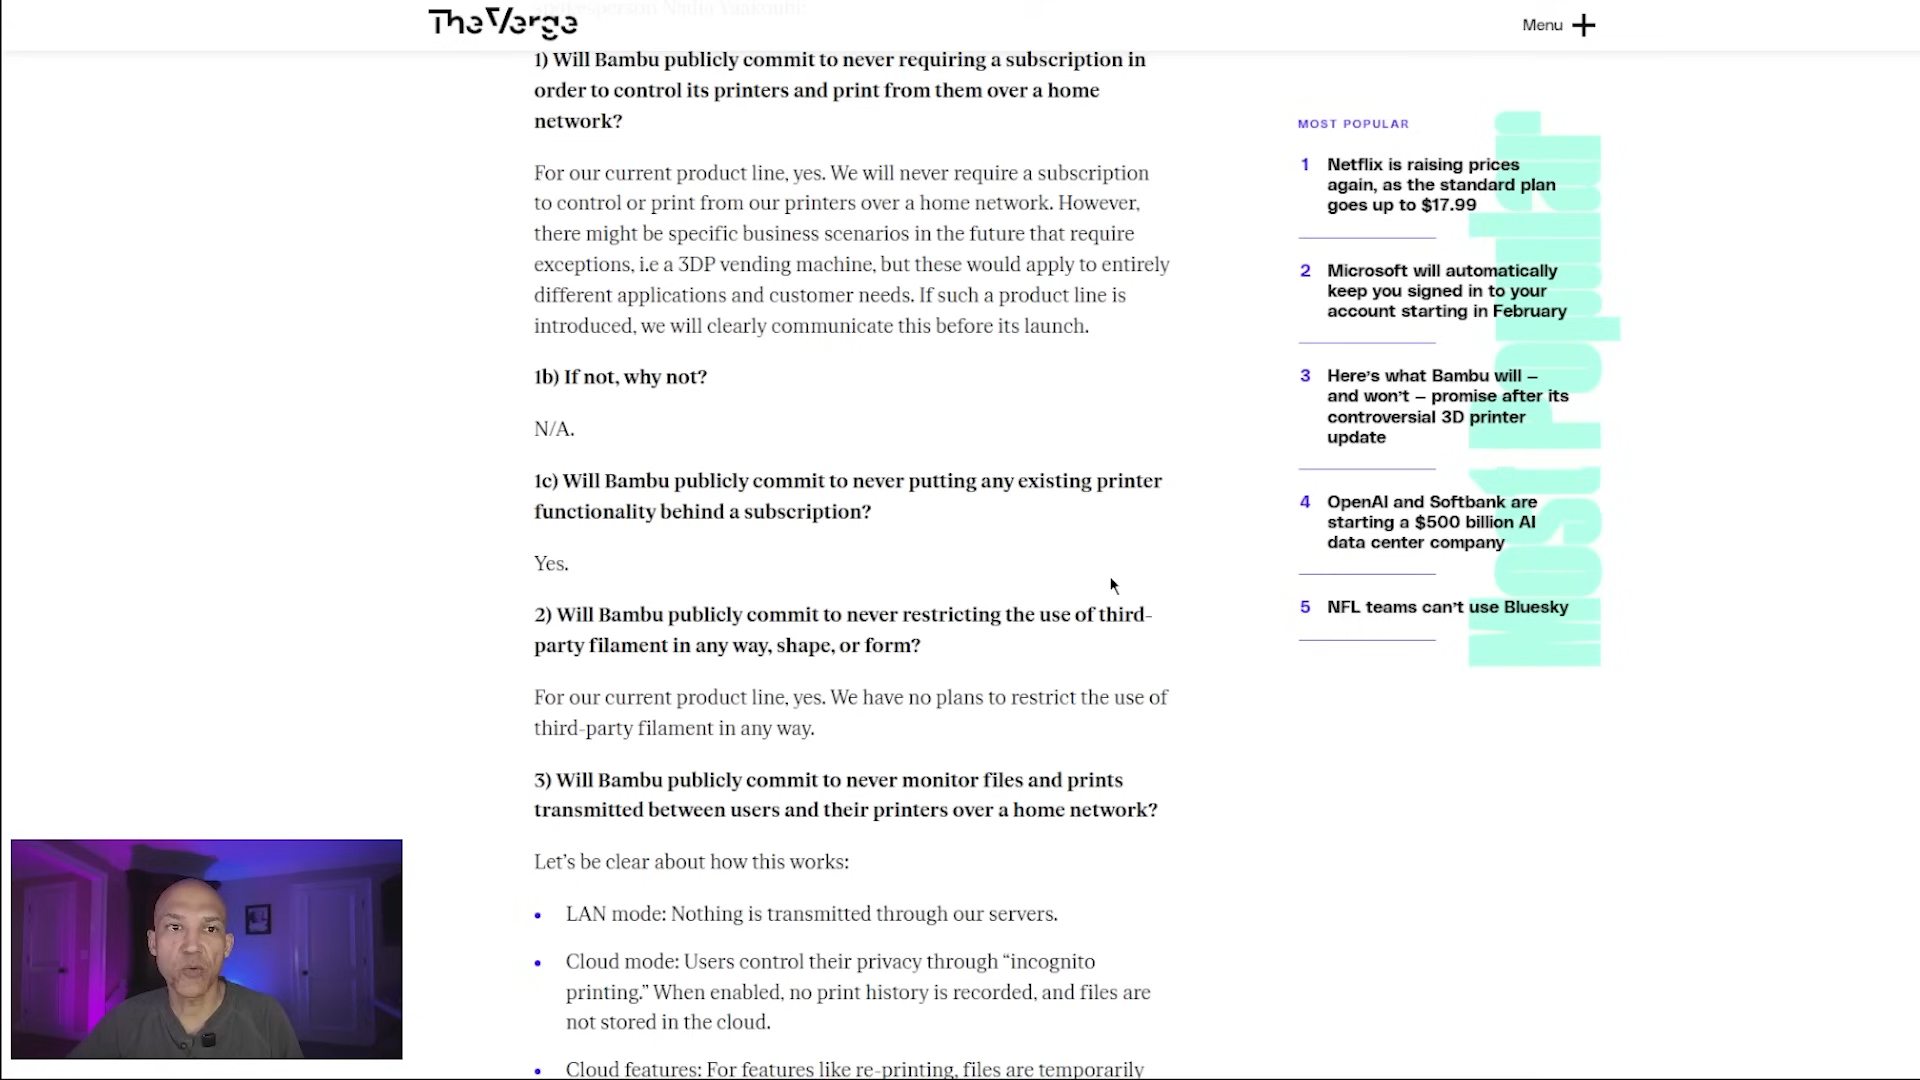 TheVerge
Menu
spokesperson Nadia Yaakoubi:
1) Will Bambu publicly commit to never requiring a subscription in
order to control its printers and print from them over a home
network?
For our current product line, yes. We will never require a subscription
to control or print from our printers over a home network. However,
there might be specific business scenarios in the future that require
exceptions, i.e a 3DP vending machine, but these would apply to entirely
different applications and customer needs. If such a product line is
introduced, we will clearly communicate this before its launch.
1b) If not, why not?
N/A.
1c) Will Bambu publicly commit to never putting any existing printer
functionality behind a subscription?
Yes.
2) Will Bambu publicly commit to never restricting the use of third-
party filament in any way, shape, or form?
For our current product line, yes. We have no plans to restrict the use of
third-party filament in any way.
3) Will Bambu publicly commit to never monitor files and prints
transmitted between users and their printers over a home network?
Let’s be clear about how this works:
• LAN mode: Nothing is transmitted through our servers.
• Cloud mode: Users control their privacy through “incognito
printing.” When enabled, no print history is recorded, and files are
not stored in the cloud.
• Cloud features: For features like re-printing, files are temporarily
MOST POPULAR
Most Popular
1 Netflix is raising prices
again, as the standard plan
goes up to $17.99
2 Microsoft will automatically
keep you signed in to your
account starting in February
3 Here’s what Bambu will –
and won’t – promise after its
controversial 3D printer
update
4 OpenAI and Softbank are
starting a $500 billion AI
data center company
5 NFL teams can’t use Bluesky